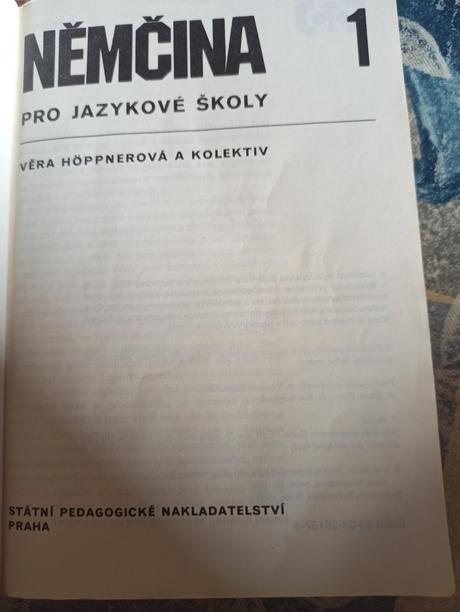 NĚMČINA 1
PRO JAZYKOVÉ ŠKOLY
VĚRA HÖPPNEROVÁ A KOLEKTIV
STÁTNÍ PEDAGOGICKÉ NAKLADATELSTVÍ
PRAHA